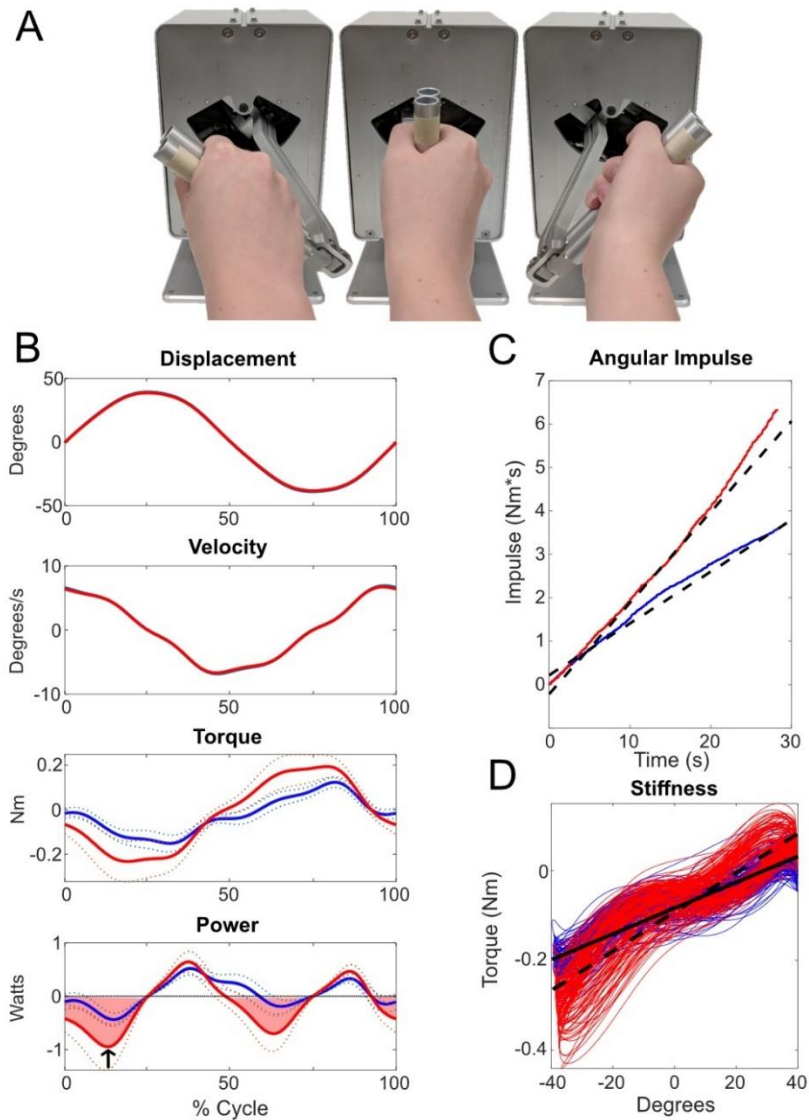 A
B
Displacement
Degrees
50
0
-50
0 50 100
Velocity
Degrees/s
10
0
-10
0 50 100
Torque
Nm
0.2
0
-0.2
0 50 100
Power
Watts
1
0
-1
0 50 100
% Cycle
C
Angular Impulse
Impulse (Nm*s)
7
6
5
4
3
2
1
0
0 10 20 30
Time (s)
D
Stiffness
Torque (Nm)
0
-0.2
-0.4
-40 -20 0 20 40
Degrees